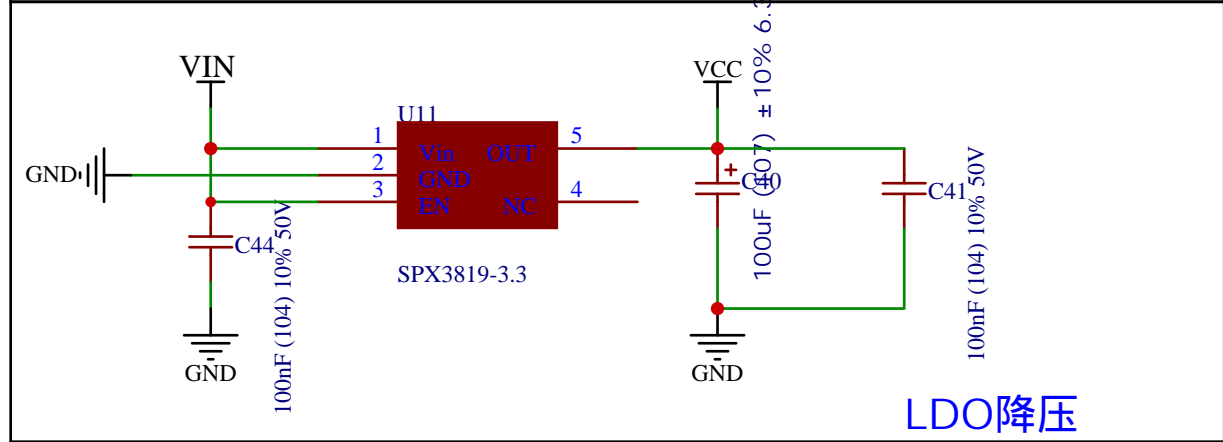 VIN
VCC
U11
1
Vin
OUT
5
GND
2
GND
3
EN
NC
4
C44
100nF (104) 10% 50V
SPX3819-3.3
C40
100uF (107) ±10% 6.3
C41
100nF (104) 10% 50V
GND
GND
LDO降压